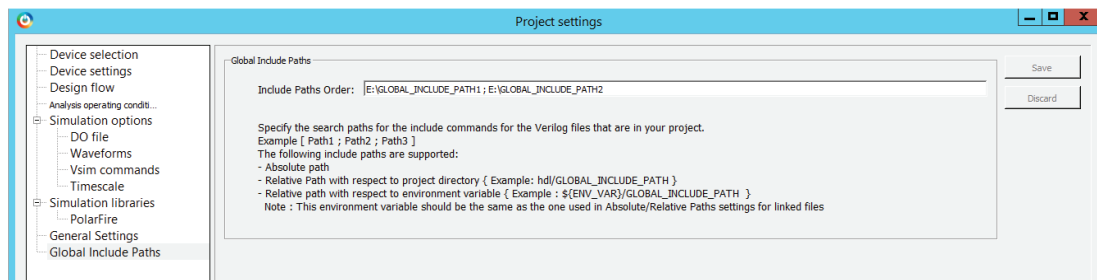 Project settings
Device selection
Device settings
Design flow
Analysis operating conditi...
Simulation options
DO file
Waveforms
Vsim commands
Timescale
Simulation libraries
PolarFire
General Settings
Global Include Paths
Global Include Paths
Include Paths Order: E:\GLOBAL_INCLUDE_PATH1; E:\GLOBAL_INCLUDE_PATH2
Specify the search paths for the include commands for the Verilog files that are in your project.
Example [ Path1 ; Path2 ; Path3 ]
The following include paths are supported:
- Absolute path
- Relative Path with respect to project directory { Example: hdl/GLOBAL_INCLUDE_PATH }
- Relative path with respect to environment variable { Example : ${ENV_VAR}/GLOBAL_INCLUDE_PATH }
Note : This environment variable should be the same as the one used in Absolute/Relative Paths settings for linked files
Save
Discard